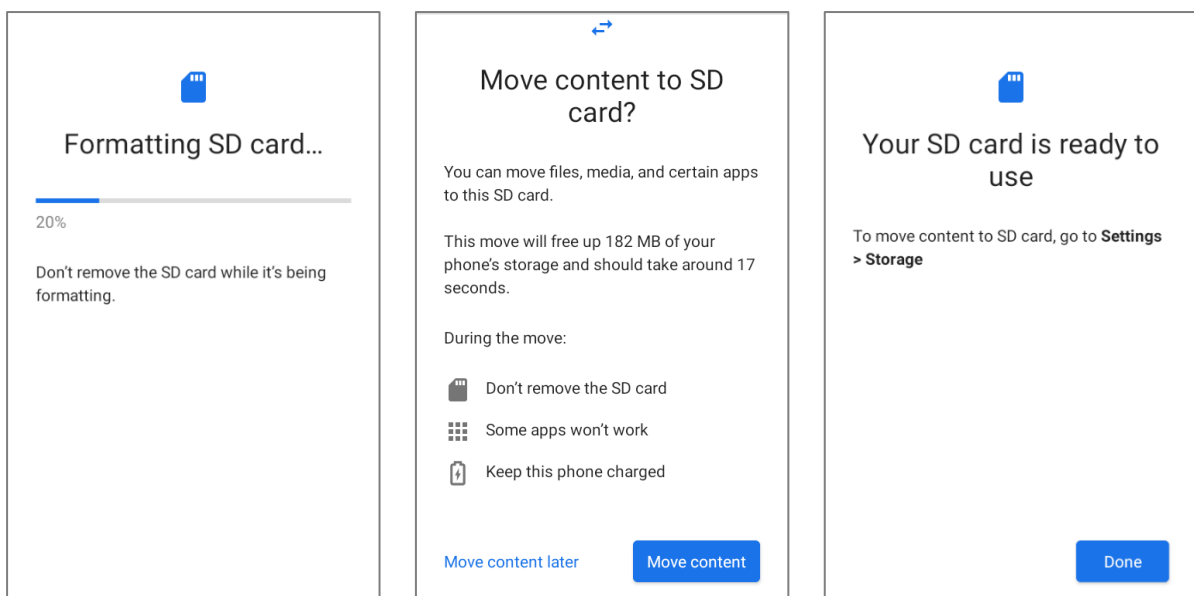 Formatting SD card...
20%
Don't remove the SD card while it's being
formatting.
Move content to SD
card?
You can move files, media, and certain apps
to this SD card.
This move will free up 182 MB of your
phone's storage and should take around 17
seconds.
During the move:
Don't remove the SD card
Some apps won't work
Keep this phone charged
Move content later
Move content
Your SD card is ready to
use
To move content to SD card, go to Settings
> Storage
Done